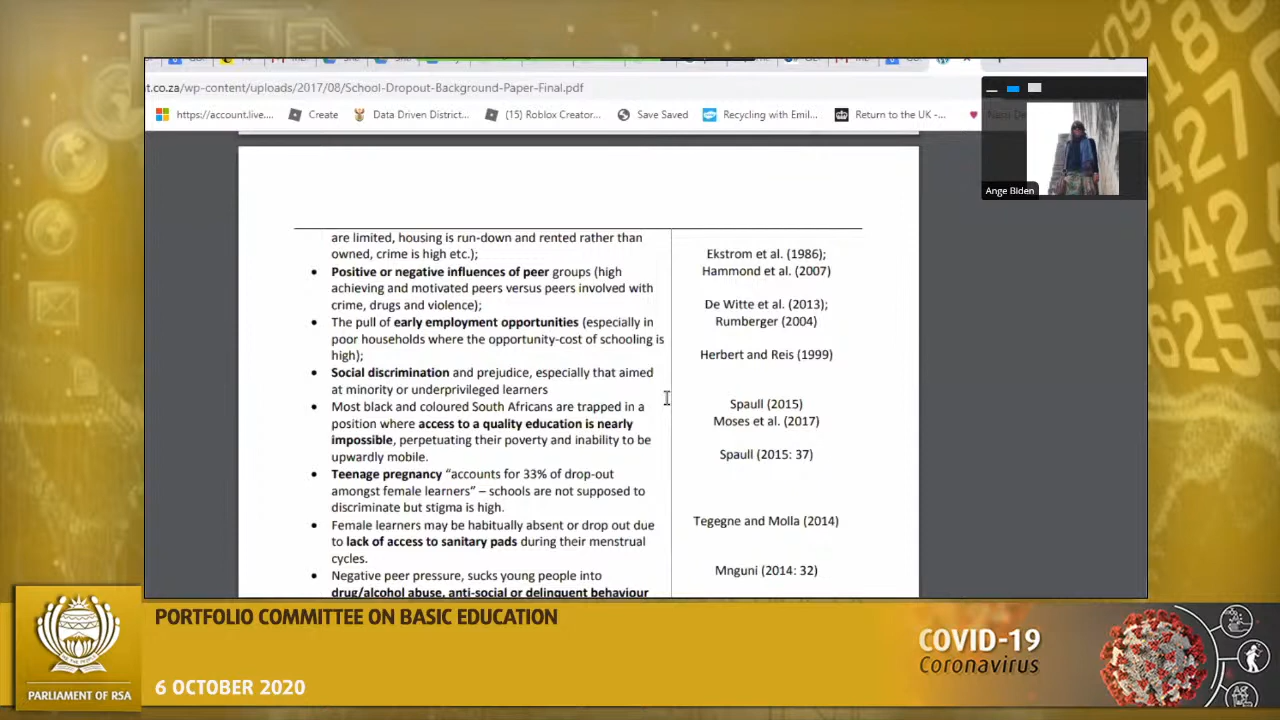 t.co.za/wp-content/uploads/2017/08/School-Dropout-Background-Paper-Final.pdf
https://account.live.... Create Data Driven District... (15) Roblox Creator... Save Saved Recycling with Emil... Return to the UK -...
Ange Biden
are limited, housing is run-down and rented rather than
owned, crime is high etc.);
Ekstrom et al. (1986);
• Positive or negative influences of peer groups (high
Hammond et al. (2007)
achieving and motivated peers versus peers involved with
crime, drugs and violence);
De Witte et al. (2013);
• The pull of early employment opportunities (especially in
Rumberger (2004)
poor households where the opportunity-cost of schooling is
high);
Herbert and Reis (1999)
• Social discrimination and prejudice, especially that aimed
at minority or underprivileged learners
• Most black and coloured South Africans are trapped in a
Spaull (2015)
position where access to a quality education is nearly
Moses et al. (2017)
impossible, perpetuating their poverty and inability to be
upwardly mobile.
Spaull (2015: 37)
• Teenage pregnancy “accounts for 33% of drop-out
amongst female learners” – schools are not supposed to
discriminate but stigma is high.
• Female learners may be habitually absent or drop out due
Tegegne and Molla (2014)
to lack of access to sanitary pads during their menstrual
cycles.
• Negative peer pressure, sucks young people into
Mnguni (2014: 32)
drug/alcohol abuse, anti-social or delinquent behaviour
PORTFOLIO COMMITTEE ON BASIC EDUCATION
COVID-19
Coronavirus
6 OCTOBER 2020
PARLIAMENT OF RSA